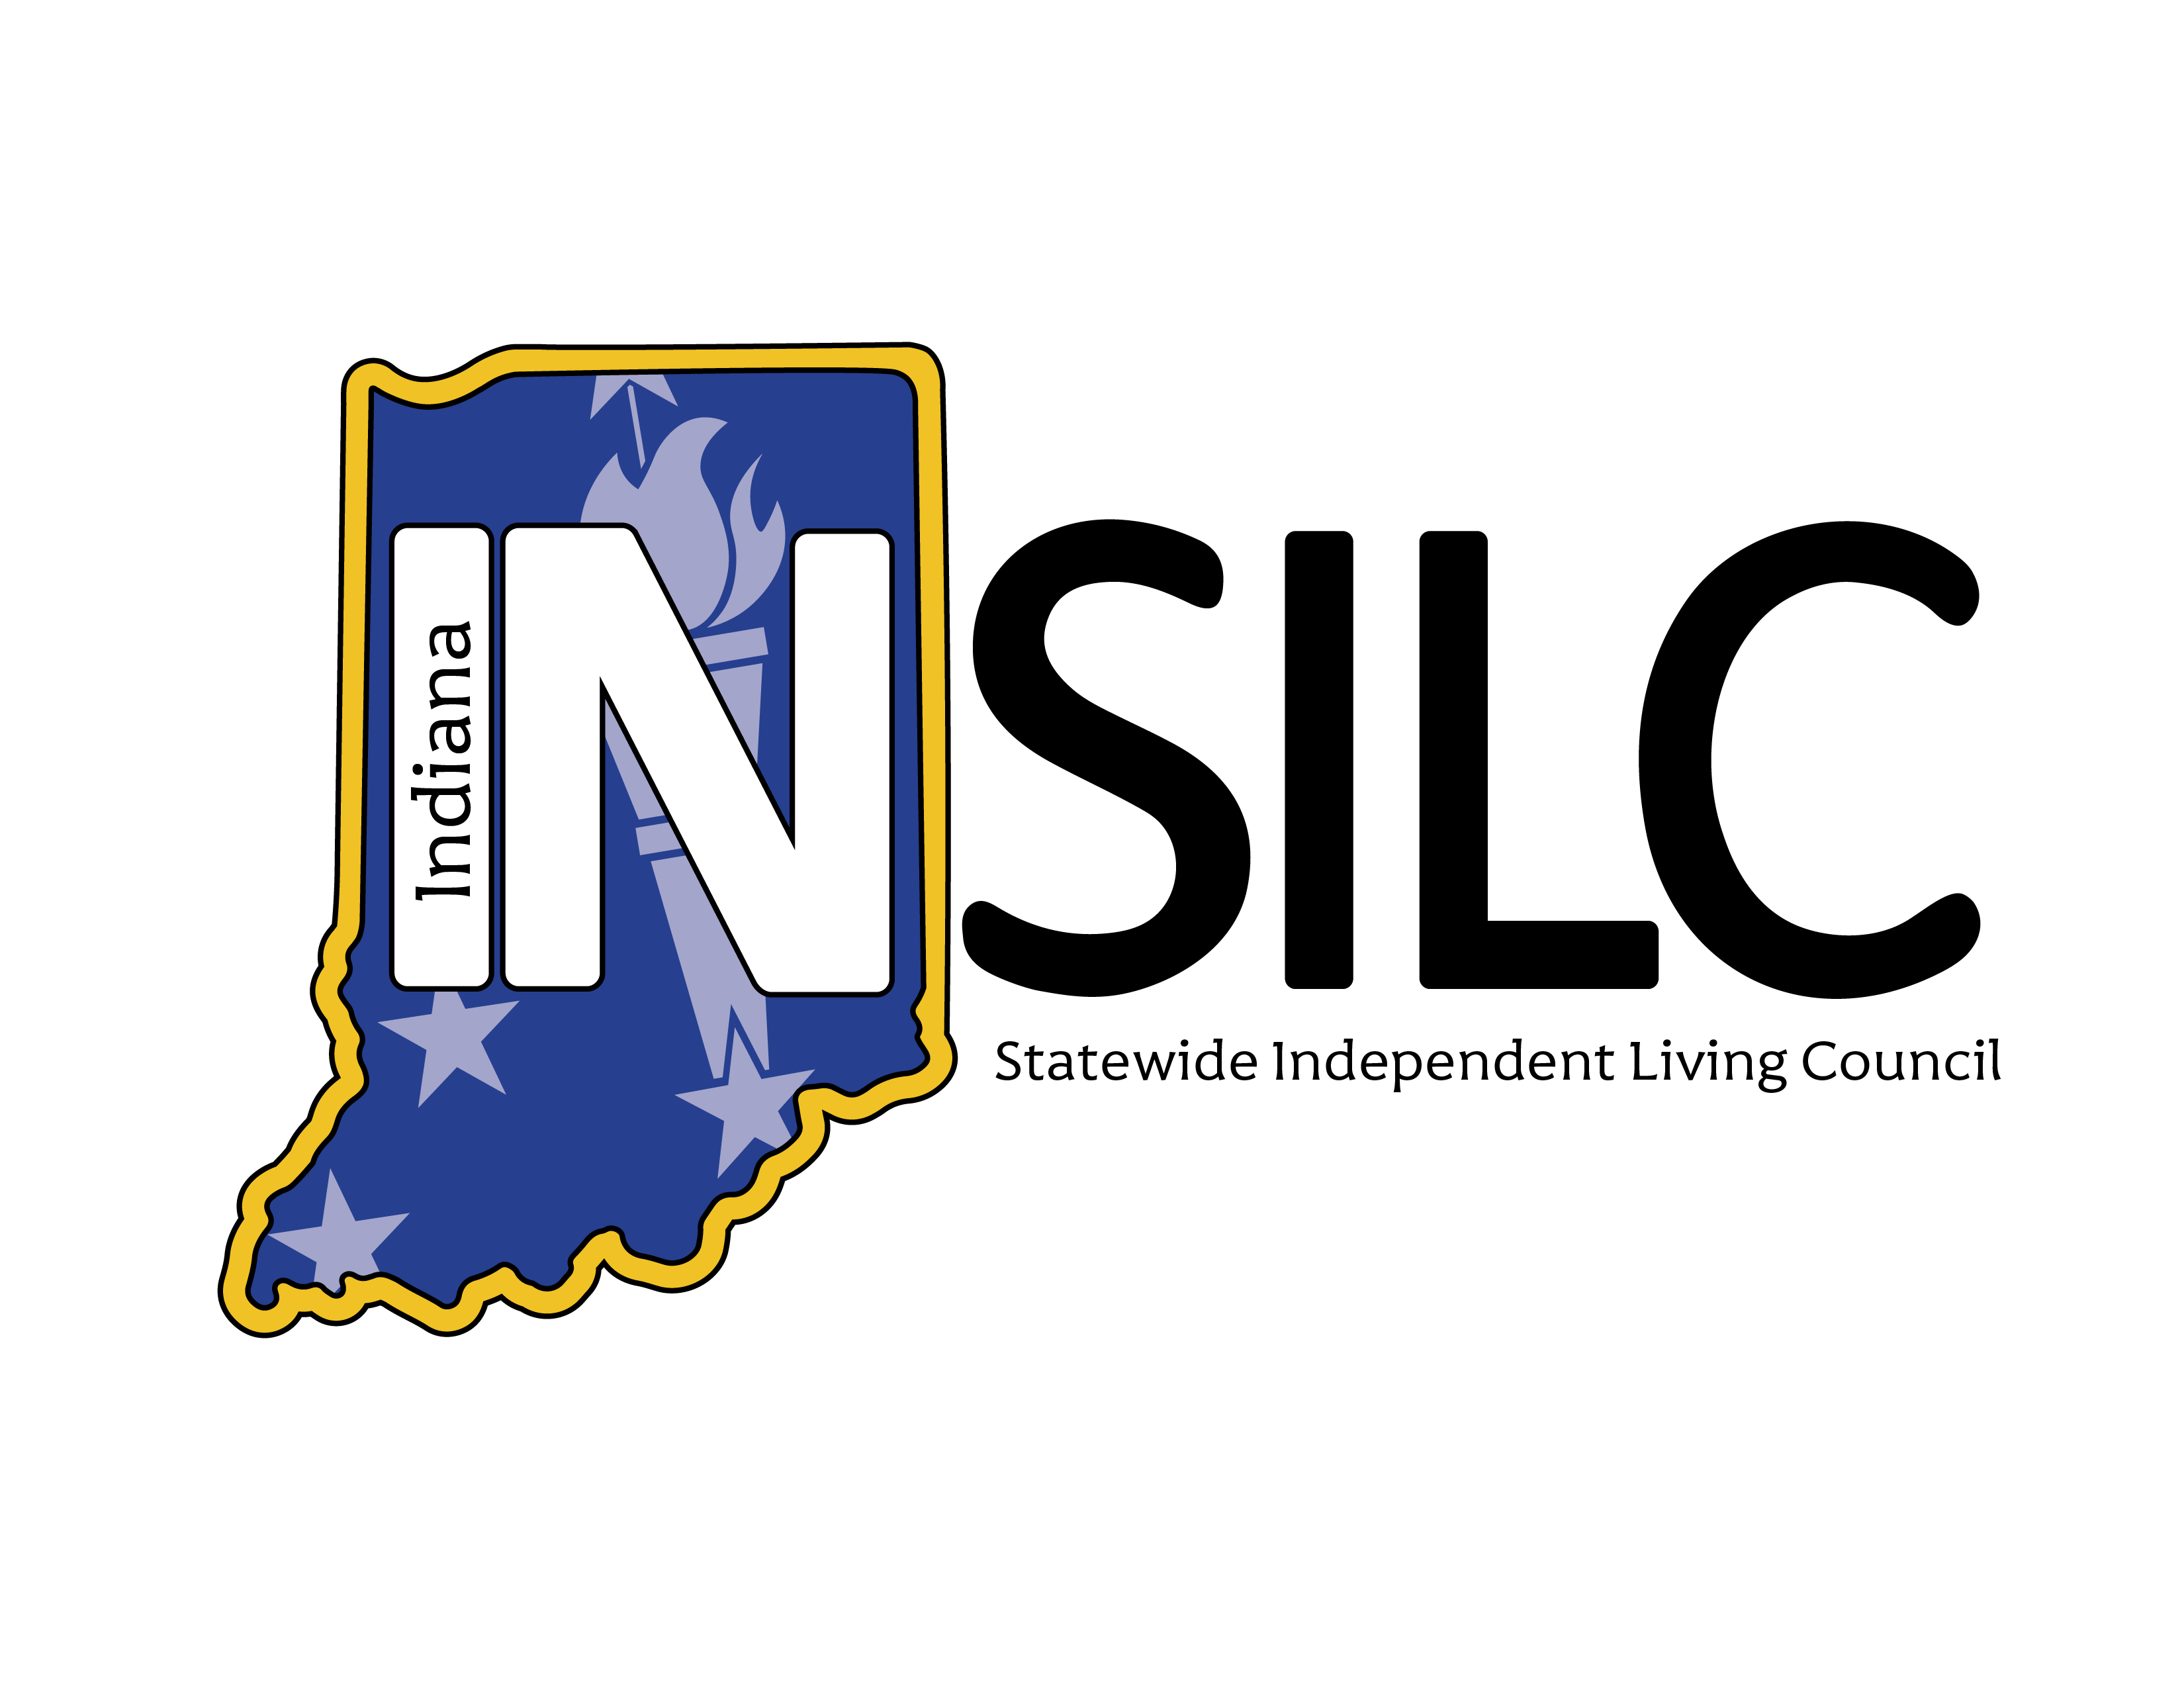 INSILC
Indiana
Statewide Independent Living Council